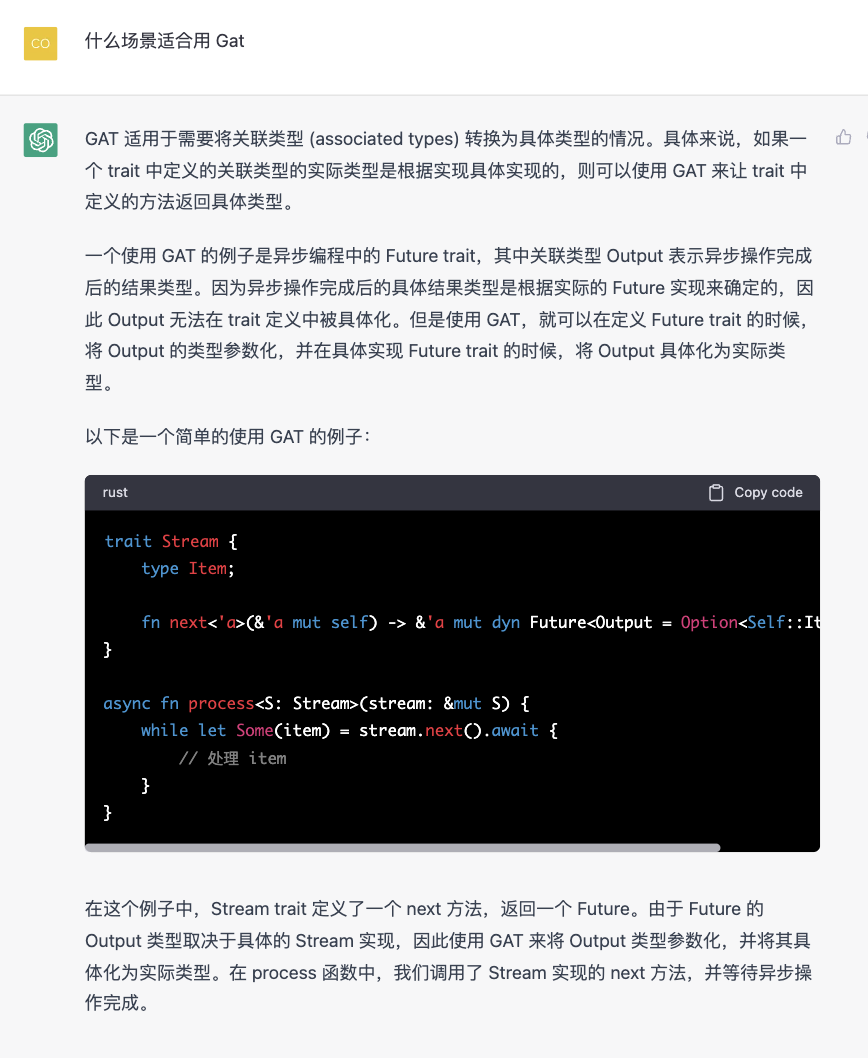 CO
什么场景适合用 Gat
GAT 适用于需要将关联类型 (associated types) 转换为具体类型的情况。具体来说，如果一
个 trait 中定义的关联类型的实际类型是根据实现具体实现的，则可以使用 GAT 来让 trait 中
定义的方法返回具体类型。
一个使用 GAT 的例子是异步编程中的 Future trait，其中关联类型 Output 表示异步操作完成
后的结果类型。因为异步操作完成后的具体结果类型是根据实际的 Future 实现来确定的，因
此 Output 无法在 trait 定义中被具体化。但是使用 GAT，就可以在定义 Future trait 的时候，
将 Output 的类型参数化，并在具体实现 Future trait 的时候，将 Output 具体化为实际类
型。
以下是一个简单的使用 GAT 的例子：
rust
Copy code
trait Stream {
    type Item;
    fn next<'a>(&'a mut self) -> &'a mut dyn Future<Output = Option<Self::It
}
async fn process<S: Stream>(stream: &mut S) {
    while let Some(item) = stream.next().await {
        // 处理 item
    }
}
在这个例子中，Stream trait 定义了一个 next 方法，返回一个 Future。由于 Future 的
Output 类型取决于具体的 Stream 实现，因此使用 GAT 来将 Output 类型参数化，并将其具
体化为实际类型。在 process 函数中，我们调用了 Stream 实现的 next 方法，并等待异步操
作完成。